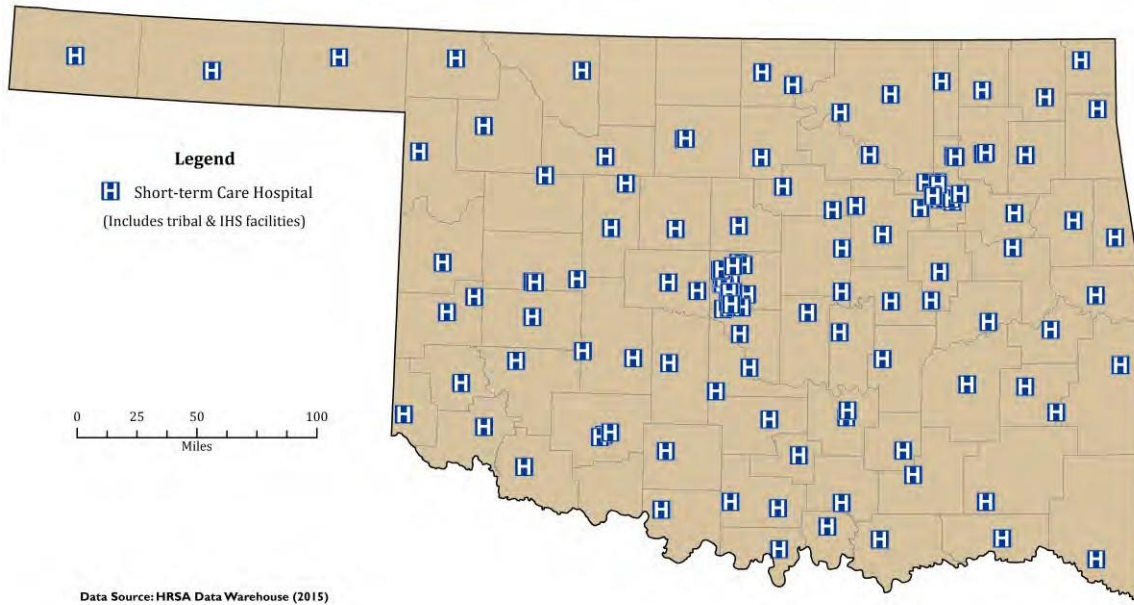 Legend
H Short-term Care Hospital
(Includes tribal & IHS facilities)
0 25 50 100
Miles
Data Source: HRSA Data Warehouse (2015)